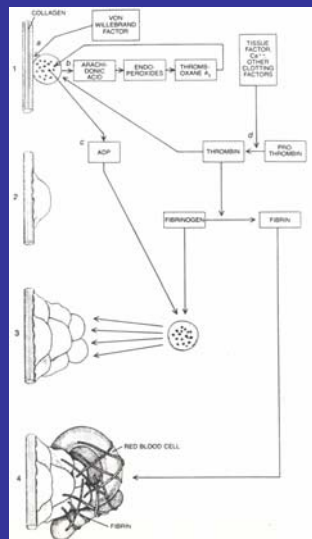 COLLAGEN
VON
WILLEBRAND
FACTOR
a
1
b
ARACHI-
DONIC
ACID
ENDO-
PEROXIDES
THROMB-
OXANE A₂
TISSUE
FACTOR,
Ca⁺⁺
OTHER
CLOTTING
FACTORS
c
ADP
d
THROMBIN
PRO
THROMBIN
2
FIBRINOGEN
FIBRIN
3
4
RED BLOOD CELL
FIBRIN